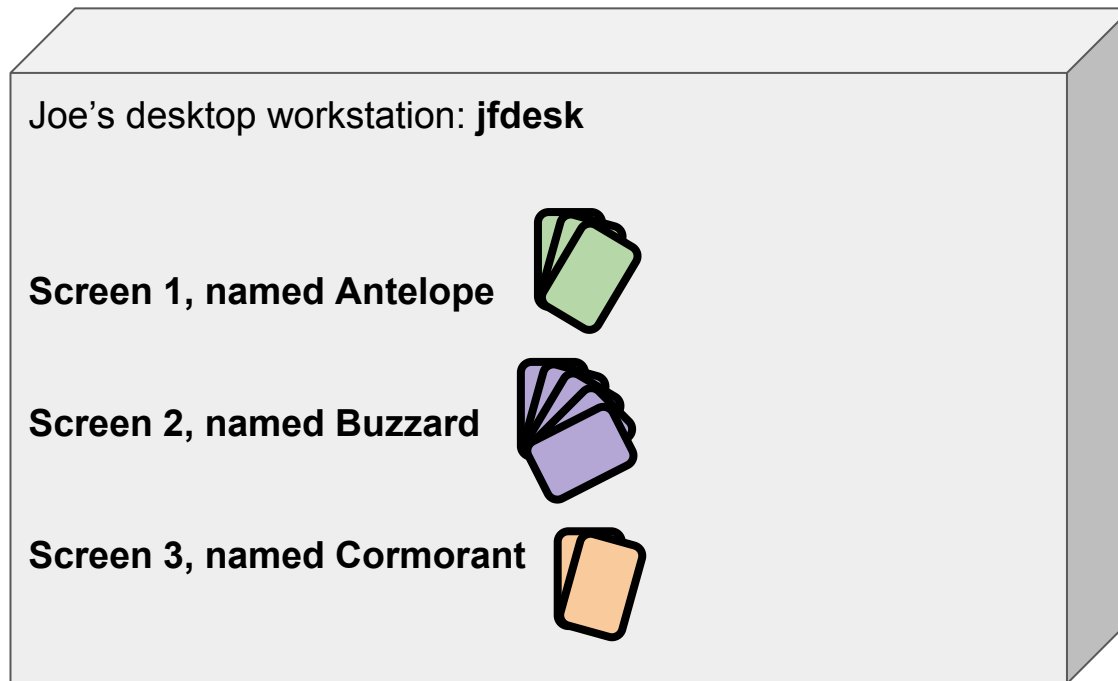 Joe’s desktop workstation: jfdesk
Screen 1, named Antelope
Screen 2, named Buzzard
Screen 3, named Cormorant